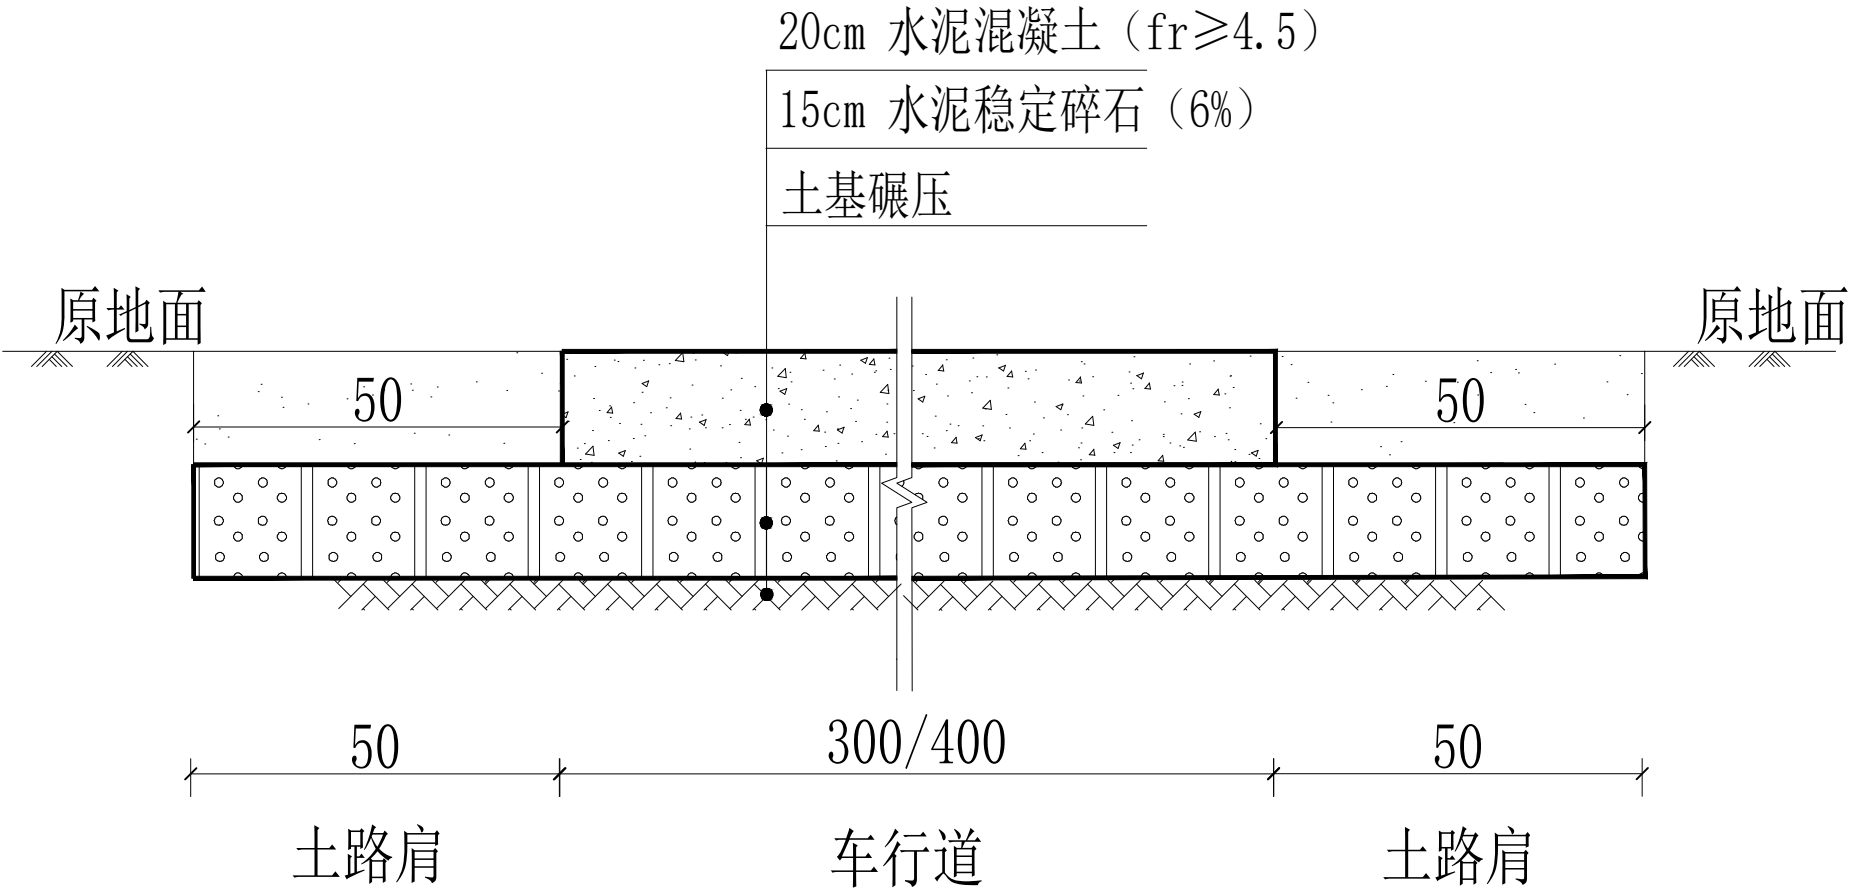 20cm 水泥混凝土（fr≥4.5）
15cm 水泥稳定碎石（6%）
土基碾压
原地面
原地面
50
50
50
300/400
50
土路肩
车行道
土路肩